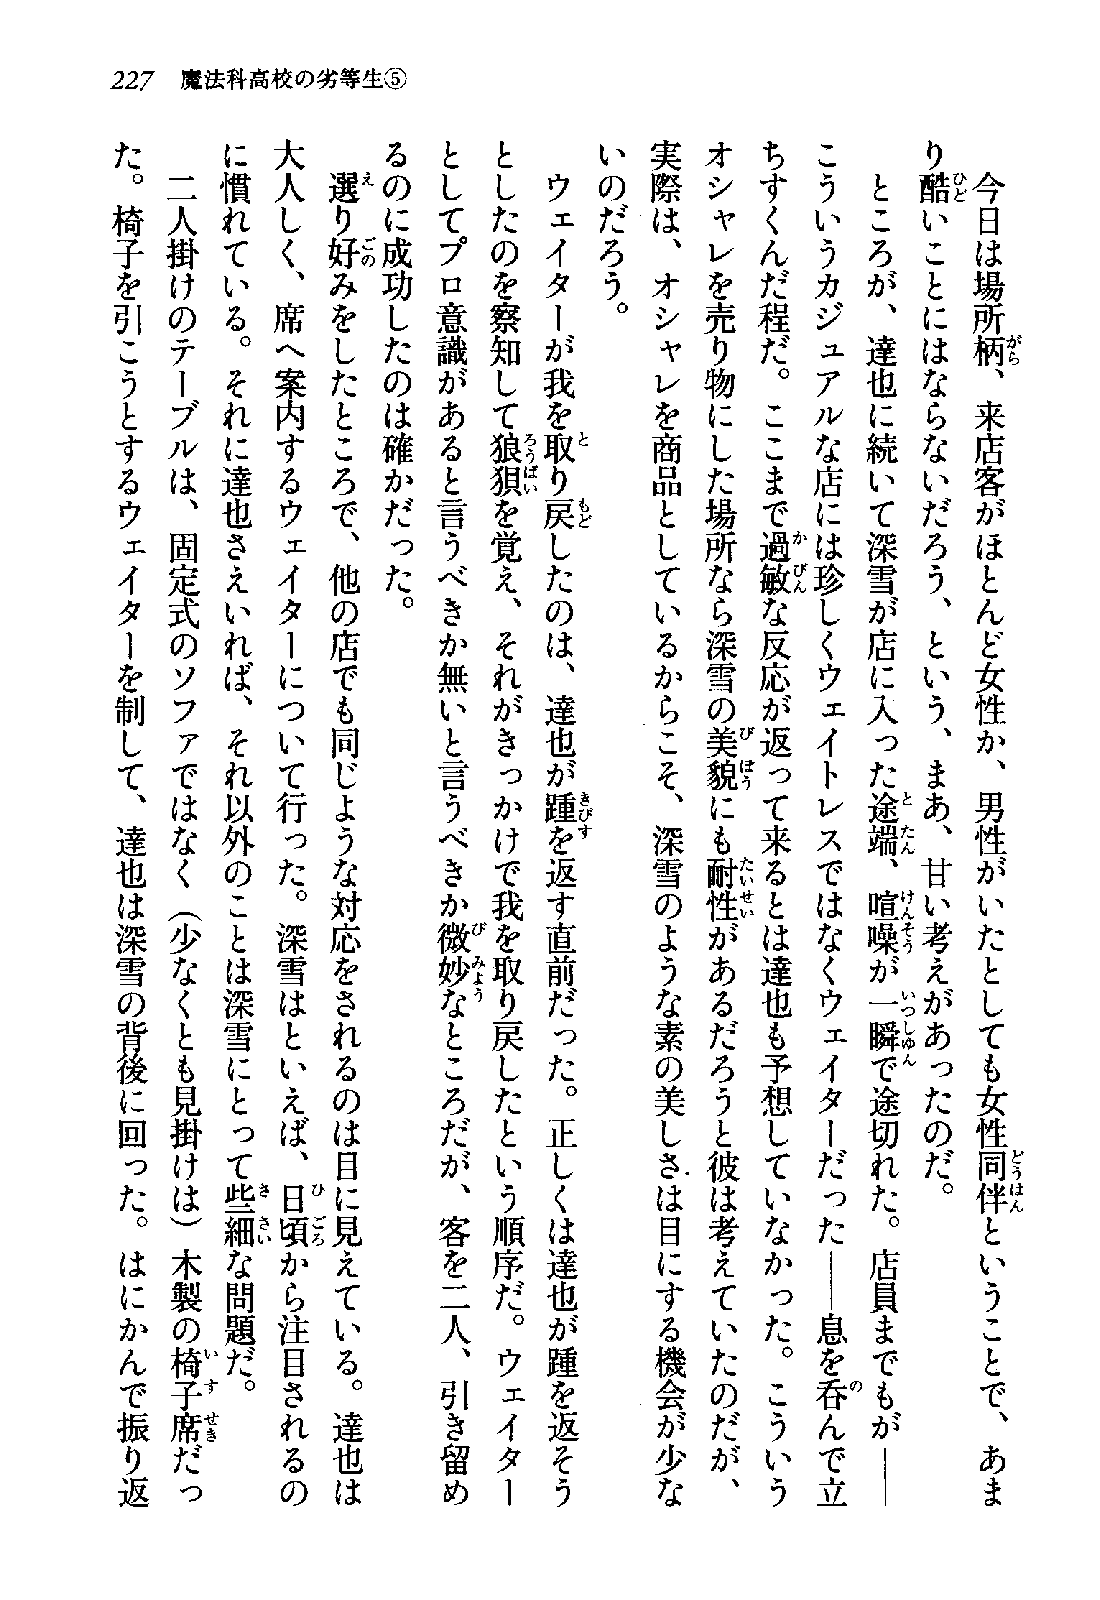 227 魔法科高校の劣等生⑤
今日は場所柄、来店客がほとんど女性か、男性がいたとしても女性同伴ということで、あま
り酷いことにはならないだろう、という、まあ、甘い考えがあったのだ。
ところが、達也に続いて深雪が店に入った途端、喧噪が一瞬で途切れた。店員までもが――
こういうカジュアルな店には珍しくウェイトレスではなくウェイターだった――息を呑んで立
ちすくんだ程だ。ここまで過敏な反応が返って来るとは達也も予想していなかった。こういう
オシャレを売り物にした場所なら深雪の美貌にも耐性があるだろうと彼は考えていたのだが、
実際は、オシャレを商品としているからこそ、深雪のような素の美しさは目にする機会が少な
いのだろう。
ウェイターが我を取り戻したのは、達也が踵を返す直前だった。正しくは達也が踵を返そう
としたのを察知して狼狽を覚え、それがきっかけで我を取り戻したという順序だ。ウェイター
としてプロ意識があると言うべきか無いと言うべきか微妙なところだが、客を二人、引き留め
るのに成功したのは確かだった。
選り好みをしたところで、他の店でも同じような対応をされるのは目に見えている。達也は
大人しく、席へ案内するウェイターについて行った。深雪はといえば、日頃から注目されるの
に慣れている。それに達也さえいれば、それ以外のことは深雪にとって些細な問題だ。
二人掛けのテーブルは、固定式のソファではなく（少なくとも見掛けは）木製の椅子席だっ
た。椅子を引こうとするウェイターを制して、達也は深雪の背後に回った。はにかんで振り返